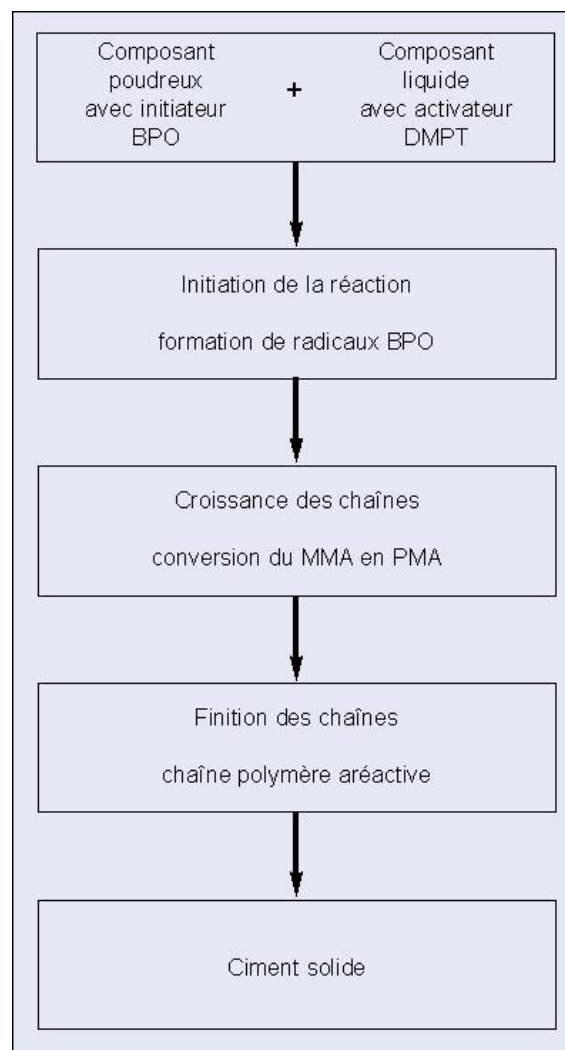 Composant
poudreux
avec initiateur
BPO
+
Composant
liquide
avec activateur
DMPT
Initiation de la réaction
formation de radicaux BPO
Croissance des chaînes
conversion du MMA en PMA
Finition des chaînes
chaîne polymère aréactive
Ciment solide